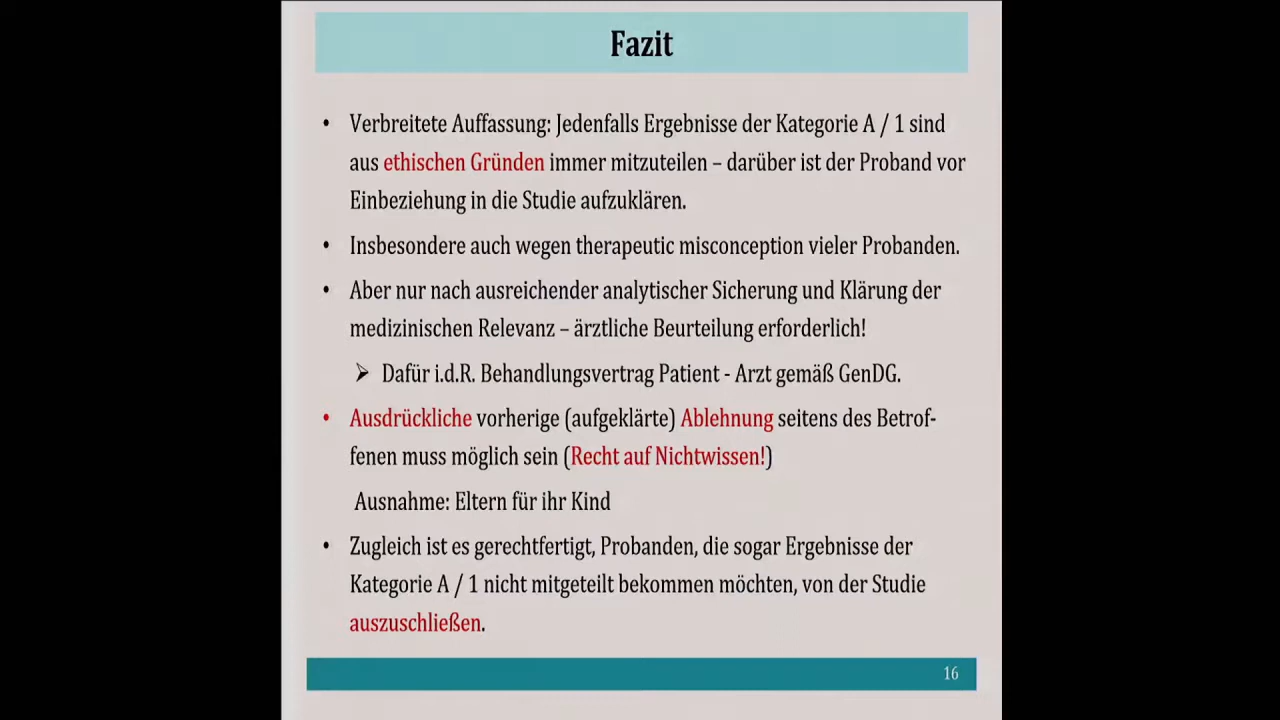 Fazit
• Verbreitete Auffassung: Jedenfalls Ergebnisse der Kategorie A / 1 sind
aus ethischen Gründen immer mitzuteilen – darüber ist der Proband vor
Einbeziehung in die Studie aufzuklären.
• Insbesondere auch wegen therapeutic misconception vieler Probanden.
• Aber nur nach ausreichender analytischer Sicherung und Klärung der
medizinischen Relevanz – ärztliche Beurteilung erforderlich!
➢ Dafür i.d.R. Behandlungsvertrag Patient - Arzt gemäß GenDG.
• Ausdrückliche vorherige (aufgeklärte) Ablehnung seitens des Betrof-
fenen muss möglich sein (Recht auf Nichtwissen!)
Ausnahme: Eltern für ihr Kind
• Zugleich ist es gerechtfertigt, Probanden, die sogar Ergebnisse der
Kategorie A / 1 nicht mitgeteilt bekommen möchten, von der Studie
auszuschließen.
16